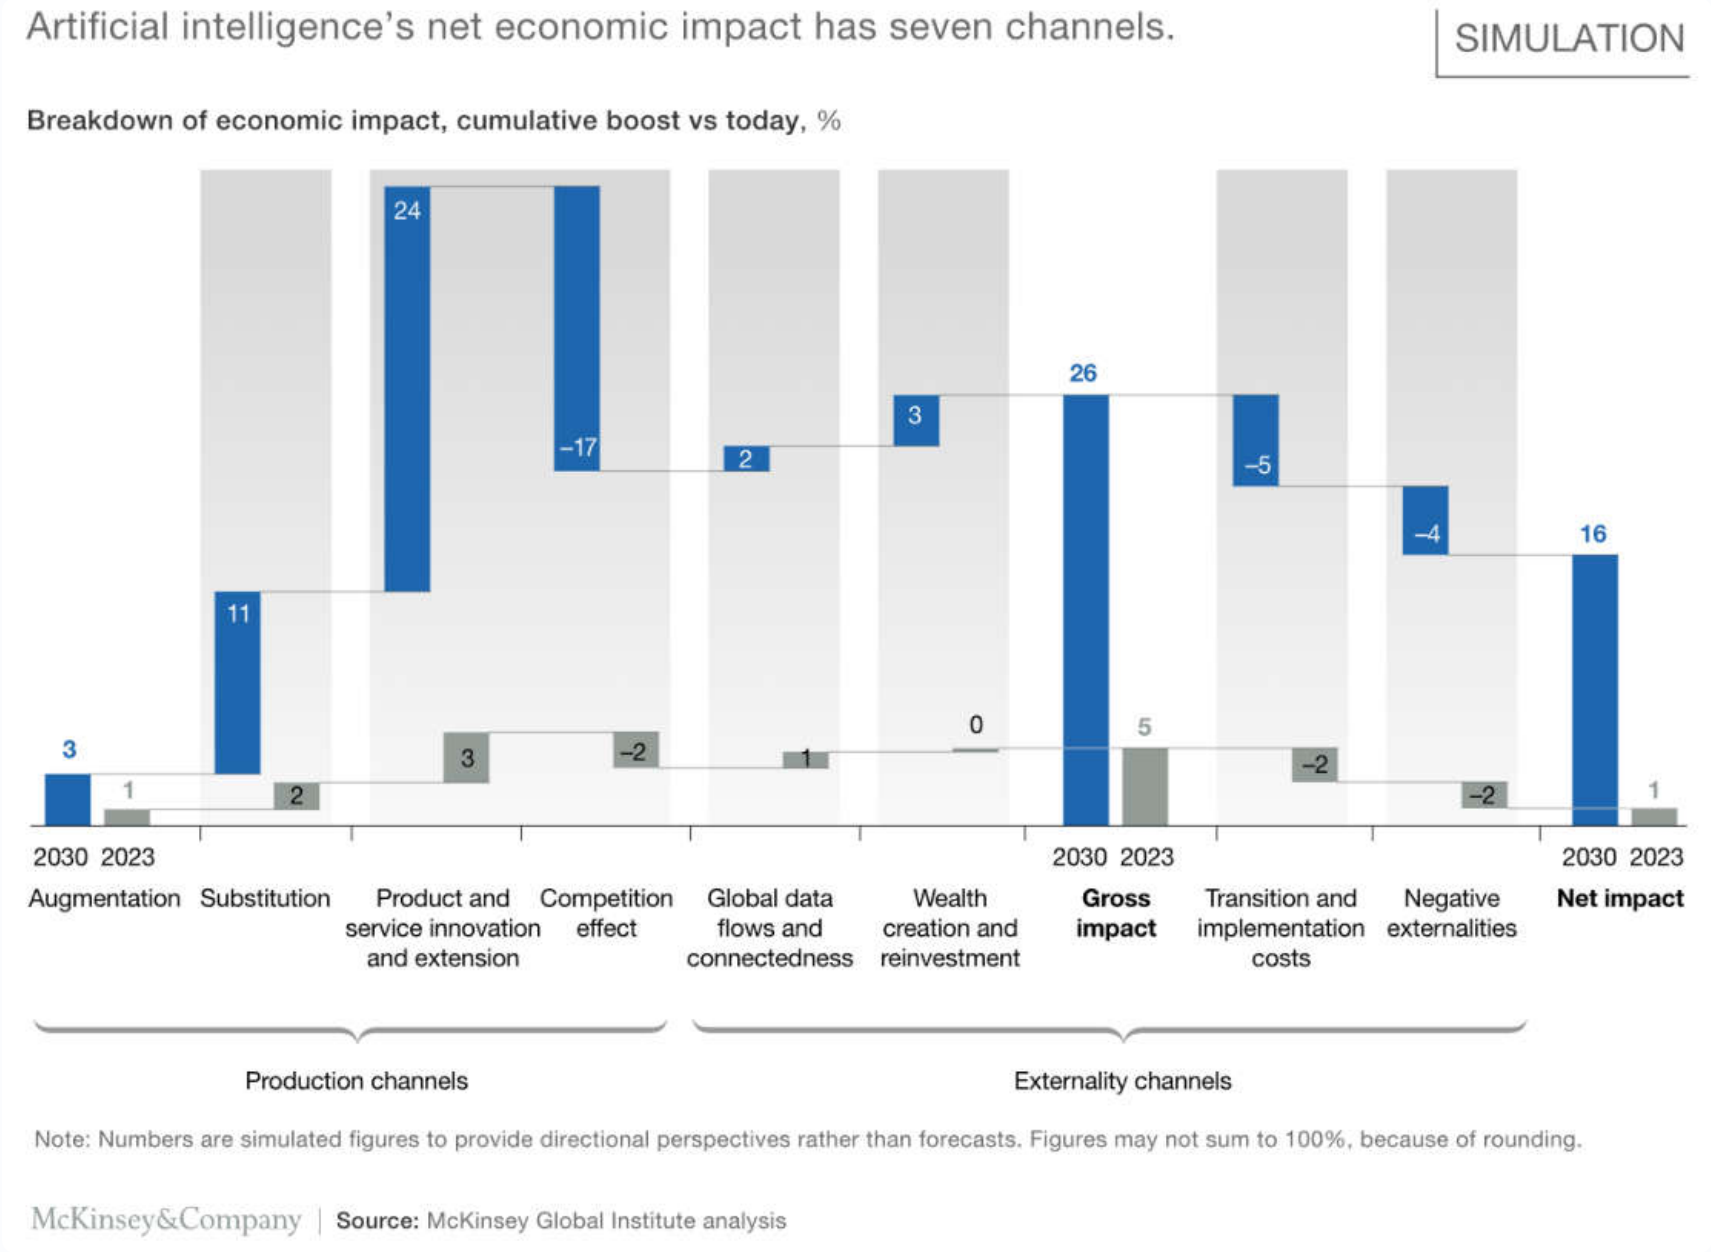 Artificial intelligence's net economic impact has seven channels.
SIMULATION
Breakdown of economic impact, cumulative boost vs today, %
24
–17
2
3
26
–5
–4
16
11
3
1
2
3
–2
1
0
5
–2
–2
1
2030 2023
2030 2023
2030 2023
Augmentation
Substitution
Product and
service innovation
and extension
Competition
effect
Global data
flows and
connectedness
Wealth
creation and
reinvestment
Gross
impact
Transition and
implementation
costs
Negative
externalities
Net impact
Production channels
Externality channels
Note: Numbers are simulated figures to provide directional perspectives rather than forecasts. Figures may not sum to 100%, because of rounding.
McKinsey&Company | Source: McKinsey Global Institute analysis